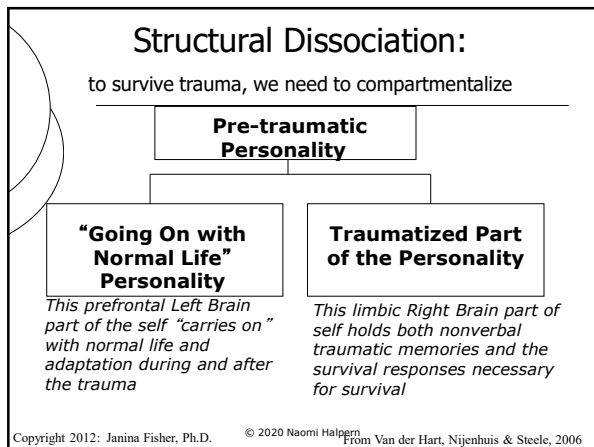 Structural Dissociation:
to survive trauma, we need to compartmentalize
Pre-traumatic
Personality
“Going On with
Normal Life”
Personality
Traumatized Part
of the Personality
This prefrontal Left Brain
part of the self “carries on”
with normal life and
adaptation during and after
the trauma
This limbic Right Brain part of
self holds both nonverbal
traumatic memories and the
survival responses necessary
for survival
Copyright 2012: Janina Fisher, Ph.D.
© 2020 Naomi Halpern
From Van der Hart, Nijenhuis & Steele, 2006